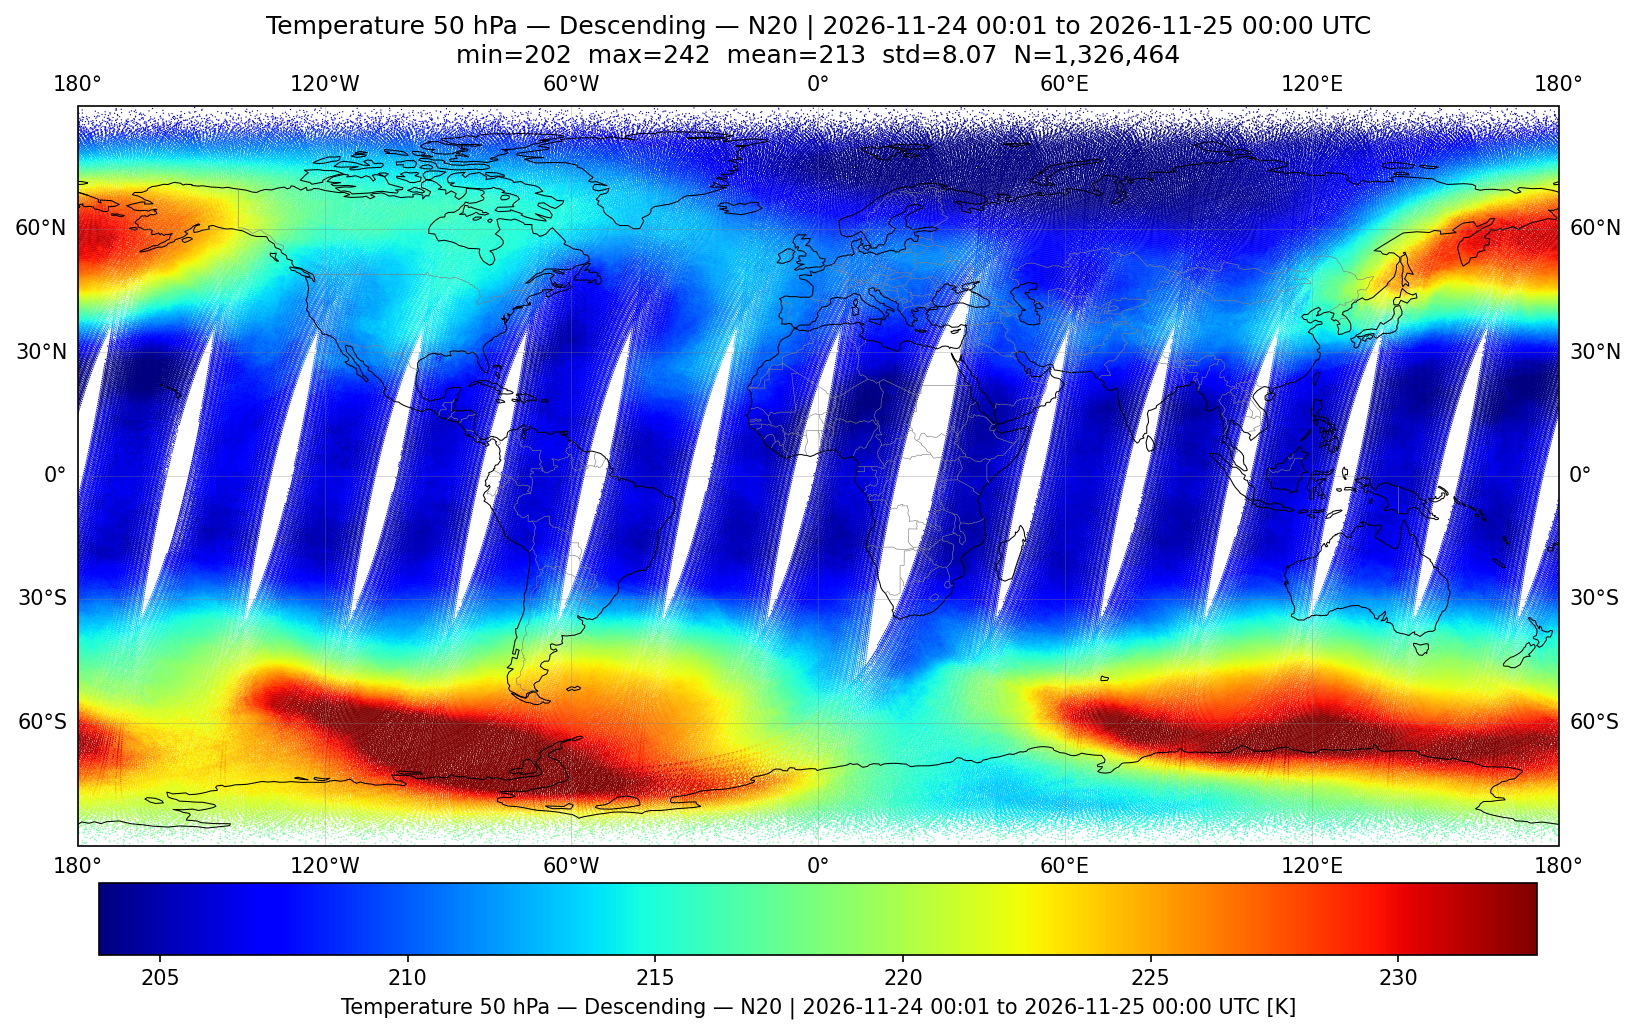 Temperature 50 hPa — Descending — N20 | 2026-11-24 00:01 to 2026-11-25 00:00 UTC
min=202 max=242 mean=213 std=8.07 N=1,326,464
180° 120°W 60°W 0° 60°E 120°E 180°
60°N 60°N
30°N 30°N
0° 0°
30°S 30°S
60°S 60°S
180° 120°W 60°W 0° 60°E 120°E 180°
205 210 215 220 225 230
Temperature 50 hPa — Descending — N20 | 2026-11-24 00:01 to 2026-11-25 00:00 UTC [K]